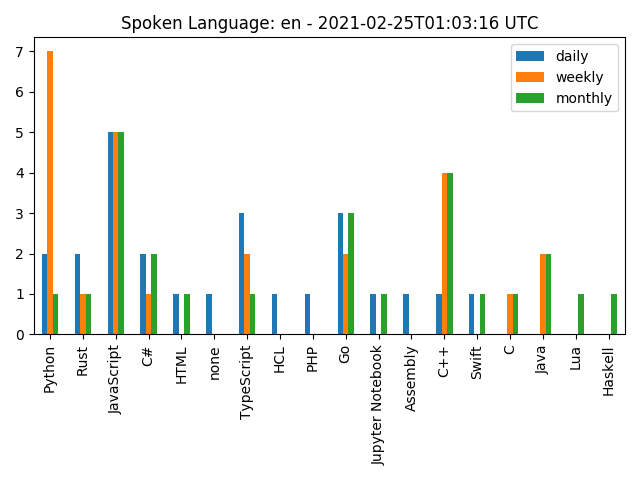 Spoken Language: en - 2021-02-25T01:03:16 UTC
daily
weekly
monthly
7
6
5
4
3
2
1
0
Python
Rust
JavaScript
C#
HTML
none
TypeScript
HCL
PHP
Go
Jupyter Notebook
Assembly
C++
Swift
C
Java
Lua
Haskell